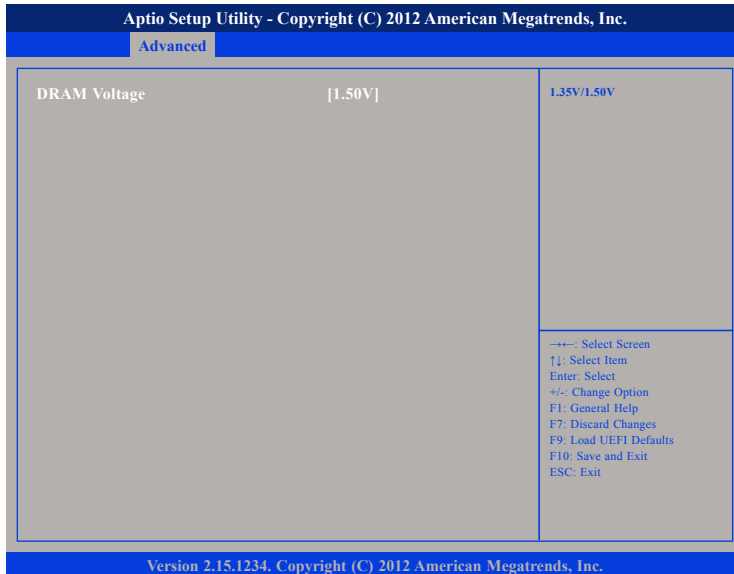 Aptio Setup Utility - Copyright (C) 2012 American Megatrends, Inc.
Advanced
DRAM Voltage [1.50V]
1.35V/1.50V
→←: Select Screen
↑↓: Select Item
Enter: Select
+/-: Change Option
F1: General Help
F7: Discard Changes
F9: Load UEFI Defaults
F10: Save and Exit
ESC: Exit
Version 2.15.1234. Copyright (C) 2012 American Megatrends, Inc.